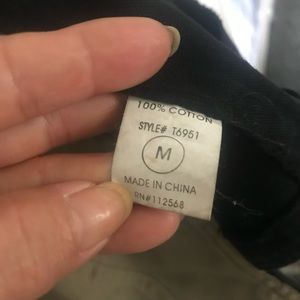 100% COTTON
STYLE# T6951
M
MADE IN CHINA
RN#112568